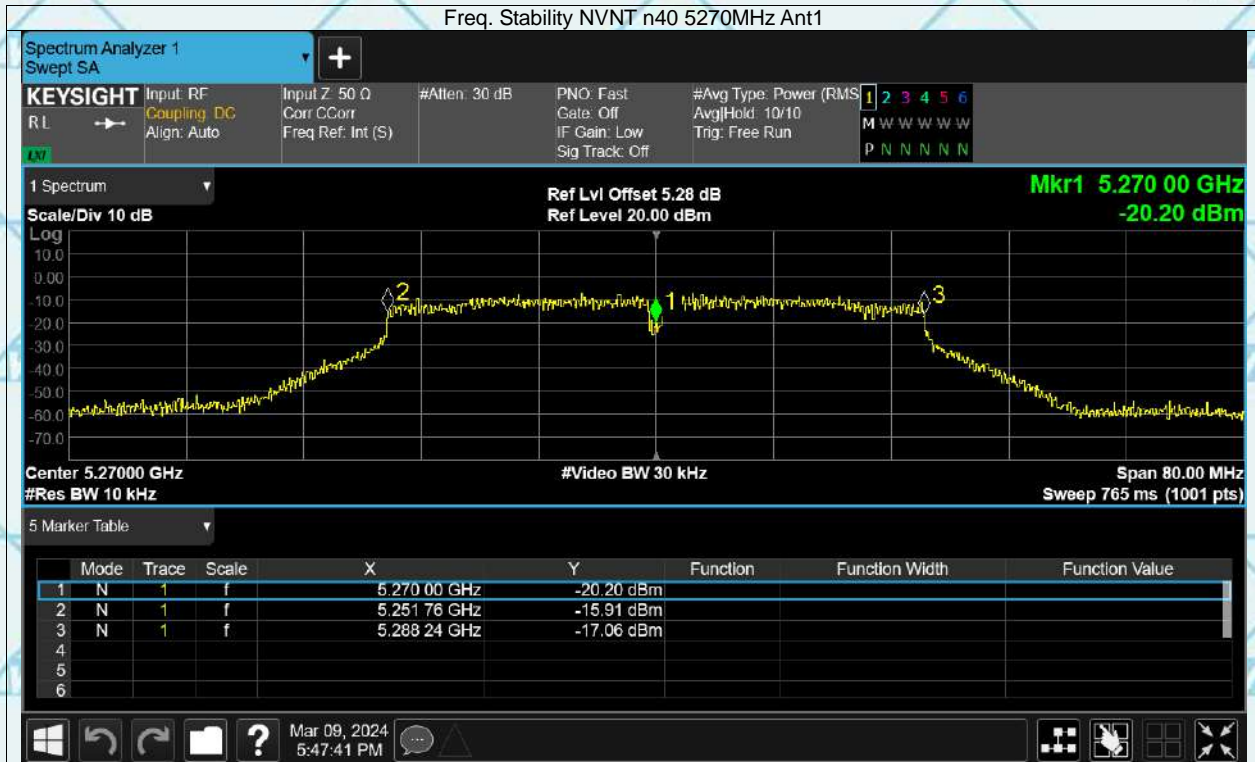 Freq. Stability NVNT n40 5270MHz Ant1
Spectrum Analyzer 1
Swept SA
KEYSIGHT Input: RF Input Z: 50 Ω #Atten: 30 dB PNO: Fast #Avg Type: Power (RMS 1 2 3 4 5 6
RL Coupling: DC Corr CCorr Gate: Off Avg|Hold: 10/10 M W W W W W
Align: Auto Freq Ref: Int (S) IF Gain: Low Trig: Free Run
LXI Sig Track: Off P N N N N N
1 Spectrum Ref Lvl Offset 5.28 dB Mkr1 5.270 00 GHz
Scale/Div 10 dB Ref Level 20.00 dBm -20.20 dBm
Log
10.0
0.00
-10.0
-20.0
-30.0
-40.0
-50.0
-60.0
-70.0
2 1 3
Center 5.27000 GHz #Video BW 30 kHz Span 80.00 MHz
#Res BW 10 kHz Sweep 765 ms (1001 pts)
5 Marker Table
Mode Trace Scale X Y Function Function Width Function Value
1 N 1 f 5.270 00 GHz -20.20 dBm
2 N 1 f 5.251 76 GHz -15.91 dBm
3 N 1 f 5.288 24 GHz -17.06 dBm
4
5
6
Mar 09, 2024
5:47:41 PM